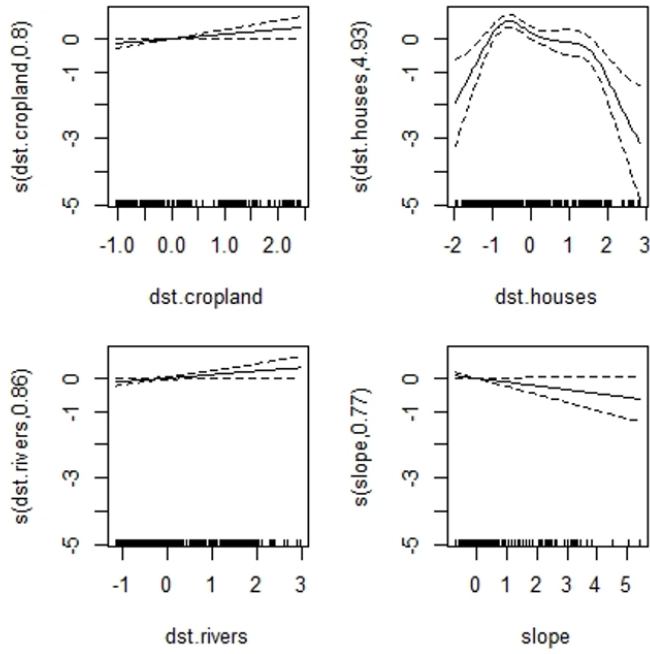 s(dst.cropland,0.8)
0
-1
-3
-5
-1.0 0.0 1.0 2.0
dst.cropland
s(dst.houses,4.93)
0
-1
-3
-5
-2 -1 0 1 2 3
dst.houses
s(dst.rivers,0.86)
0
-1
-3
-5
-1 0 1 2 3
dst.rivers
s(slope,0.77)
0
-1
-3
-5
0 1 2 3 4 5
slope